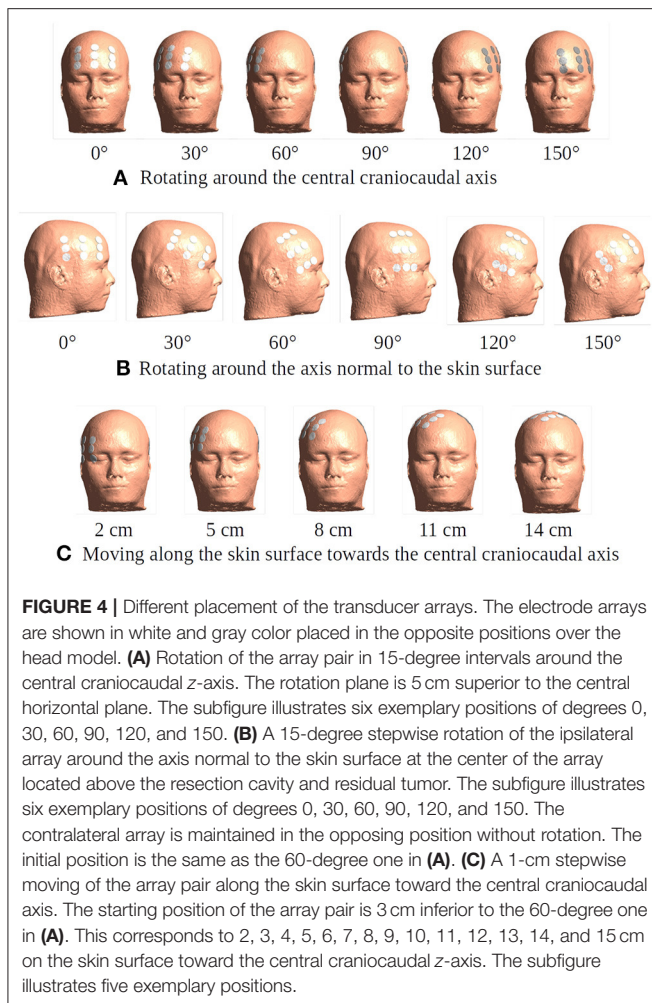 0° 30° 60° 90° 120° 150°
A Rotating around the central craniocaudal axis
0° 30° 60° 90° 120° 150°
B Rotating around the axis normal to the skin surface
2 cm 5 cm 8 cm 11 cm 14 cm
C Moving along the skin surface towards the central craniocaudal axis
FIGURE 4 | Different placement of the transducer arrays. The electrode arrays
are shown in white and gray color placed in the opposite positions over the
head model. (A) Rotation of the array pair in 15-degree intervals around the
central craniocaudal z-axis. The rotation plane is 5 cm superior to the central
horizontal plane. The subfigure illustrates six exemplary positions of degrees 0,
30, 60, 90, 120, and 150. (B) A 15-degree stepwise rotation of the ipsilateral
array around the axis normal to the skin surface at the center of the array
located above the resection cavity and residual tumor. The subfigure illustrates
six exemplary positions of degrees 0, 30, 60, 90, 120, and 150. The
contralateral array is maintained in the opposing position without rotation. The
initial position is the same as the 60-degree one in (A). (C) A 1-cm stepwise
moving of the array pair along the skin surface toward the central craniocaudal
axis. The starting position of the array pair is 3 cm inferior to the 60-degree one
in (A). This corresponds to 2, 3, 4, 5, 6, 7, 8, 9, 10, 11, 12, 13, 14, and 15 cm
on the skin surface toward the central craniocaudal z-axis. The subfigure
illustrates five exemplary positions.